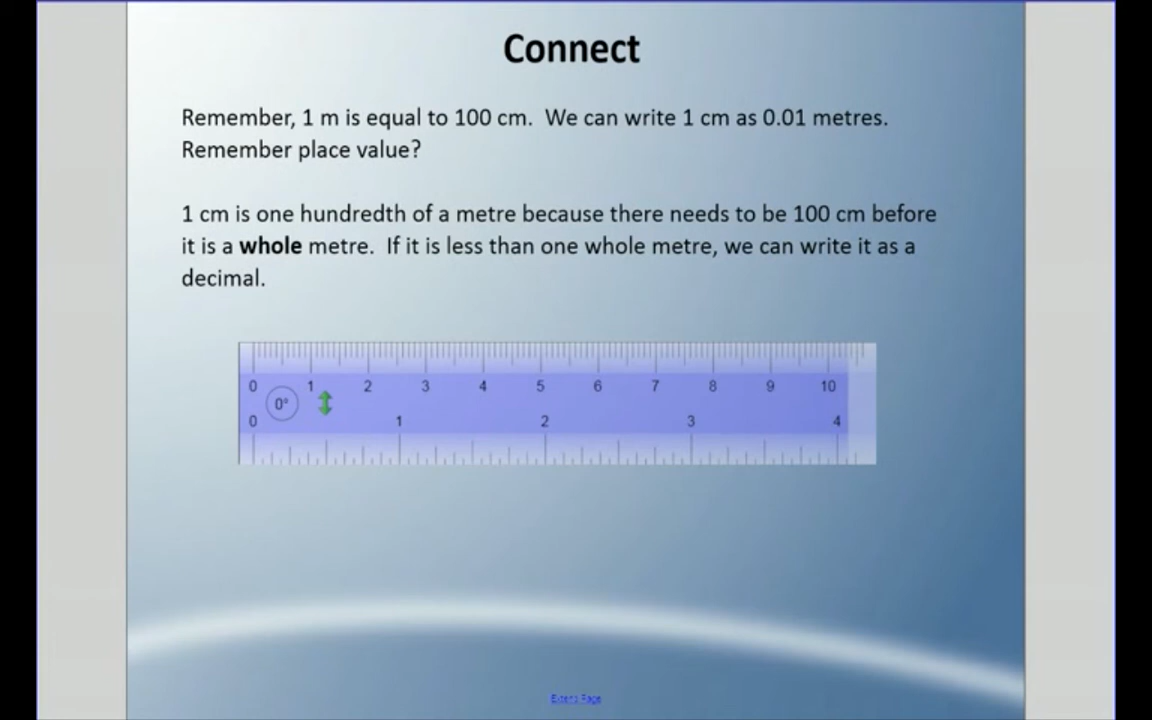 Connect
Remember, 1 m is equal to 100 cm.  We can write 1 cm as 0.01 metres.
Remember place value?
1 cm is one hundredth of a metre because there needs to be 100 cm before
it is a whole metre.  If it is less than one whole metre, we can write it as a
decimal.
0 1 2 3 4 5 6 7 8 9 10
0°
0 1 2 3 4
Extend Page